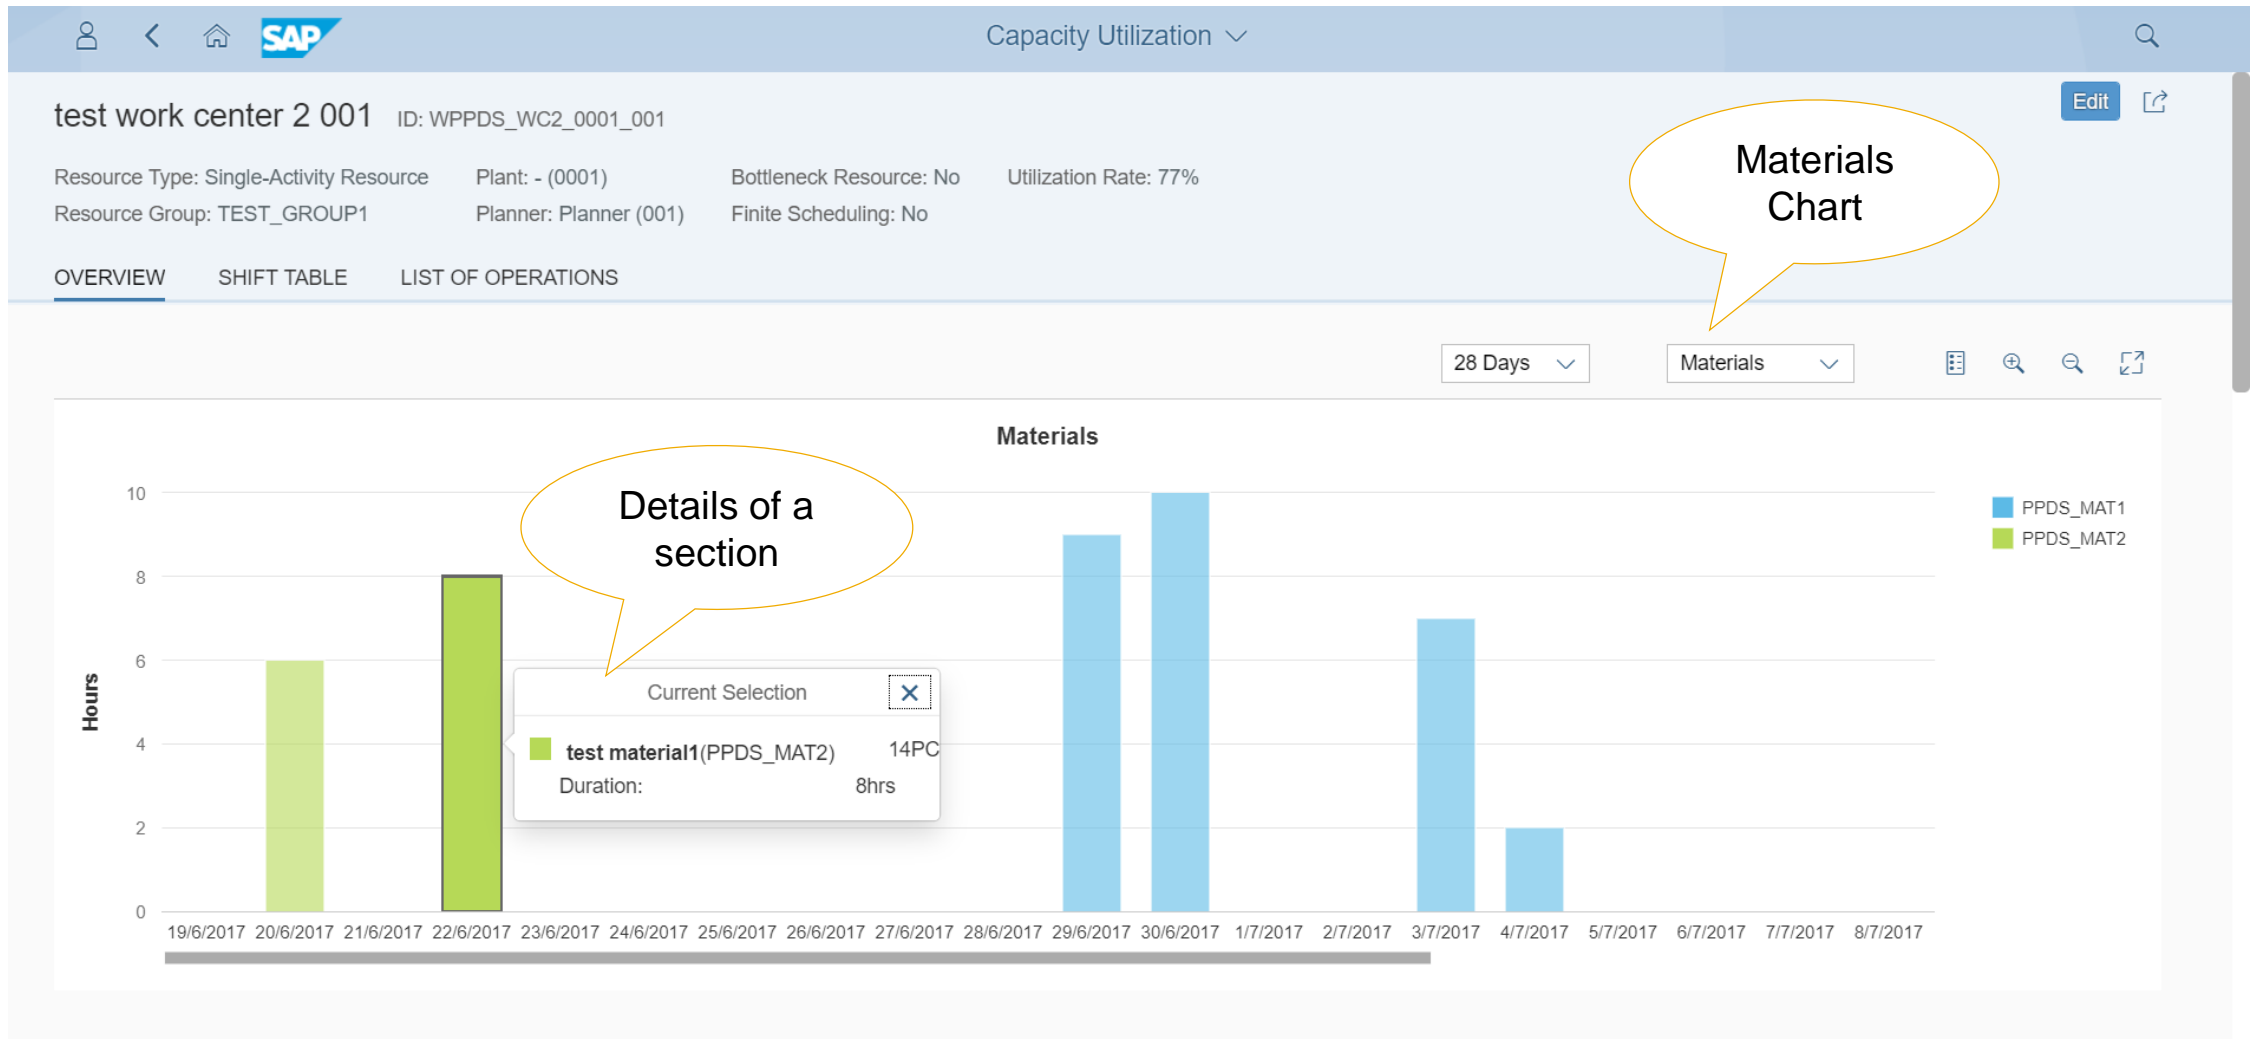 SAP
Capacity Utilization
test work center 2 001 ID: WPPDS_WC2_0001_001
Edit
Resource Type: Single-Activity Resource Plant: - (0001) Bottleneck Resource: No Utilization Rate: 77%
Resource Group: TEST_GROUP1 Planner: Planner (001) Finite Scheduling: No
Materials
Chart
OVERVIEW SHIFT TABLE LIST OF OPERATIONS
28 Days Materials
Materials
Details of a
section
10
8
6
4
2
0
Hours
PPDS_MAT1
PPDS_MAT2
Current Selection
test material1(PPDS_MAT2) 14PC
Duration: 8hrs
19/6/2017 20/6/2017 21/6/2017 22/6/2017 23/6/2017 24/6/2017 25/6/2017 26/6/2017 27/6/2017 28/6/2017 29/6/2017 30/6/2017 1/7/2017 2/7/2017 3/7/2017 4/7/2017 5/7/2017 6/7/2017 7/7/2017 8/7/2017